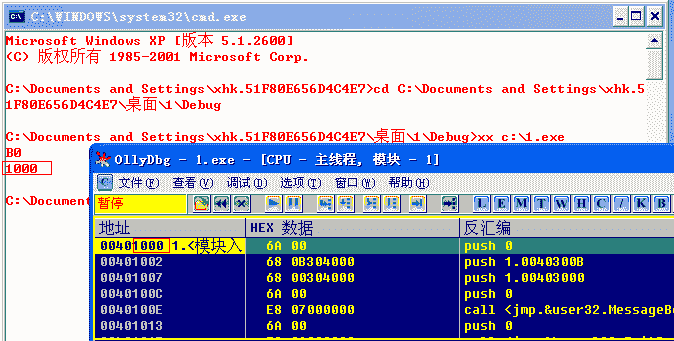 C:\WINDOWS\system32\cmd.exe
Microsoft Windows XP [版本 5.1.2600]
(C) 版权所有 1985-2001 Microsoft Corp.
C:\Documents and Settings\xhk.51F80E656D4C4E7>cd C:\Documents and Settings\xhk.5
1F80E656D4C4E7\桌面\1\Debug
C:\Documents and Settings\xhk.51F80E656D4C4E7\桌面\1\Debug>xx c:\1.exe
B0
1000
C:\Document
OllyDbg - 1.exe - [CPU - 主线程, 模块 - 1]
C 文件(F) 查看(V) 调试(D) 选项(T) 窗口(W) 帮助(H)
暂停 L E M T W H C / K B
地址 HEX 数据 反汇编
00401000 1.<模块入 6A 00 push 0
00401002 68 0B304000 push 1.0040300B
00401007 68 00304000 push 1.00403000
0040100C 6A 00 push 0
0040100E E8 07000000 call <jmp.&user32.MessageBo
00401013 6A 00 push 0